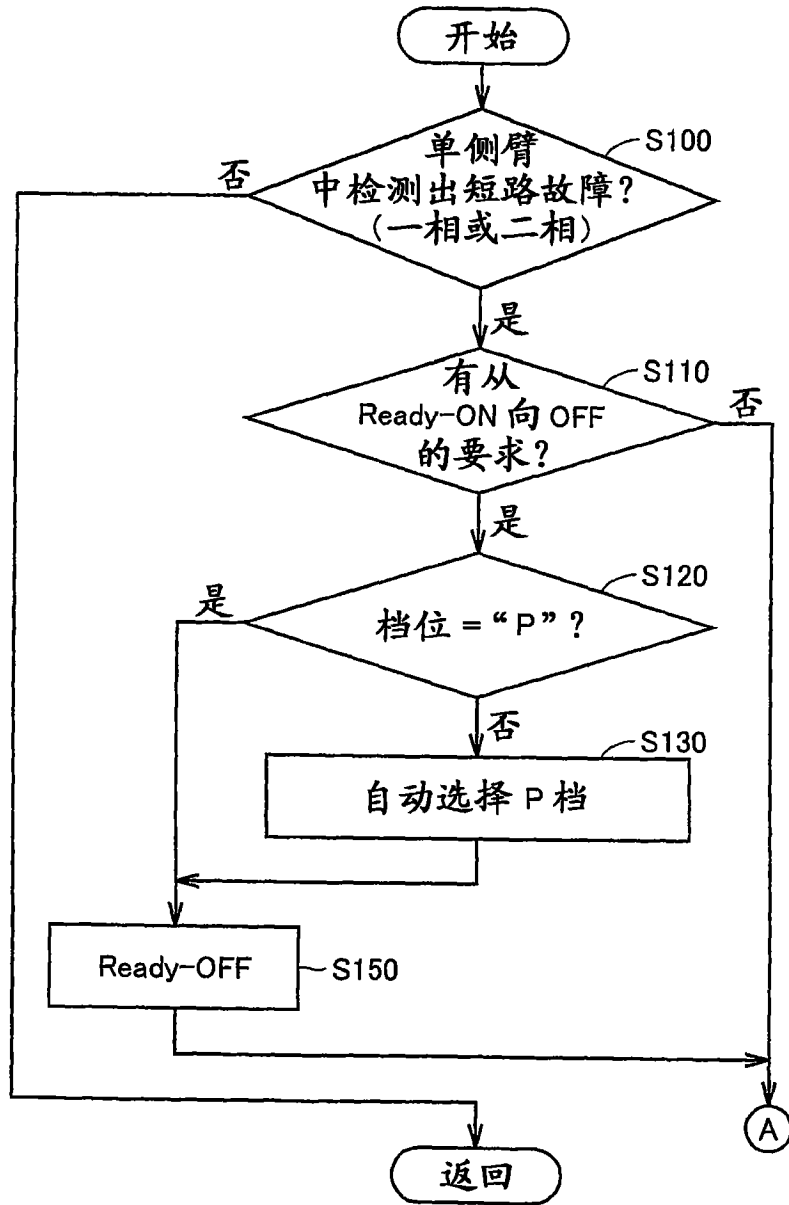 开始
单侧臂
中检测出短路故障?
(一相或二相)
S100
否
是
有从
Ready-ON 向 OFF
的要求?
S110
否
是
档位 = “P” ?
S120
是
否
自动选择 P 档
S130
Ready-OFF
S150
A
返回